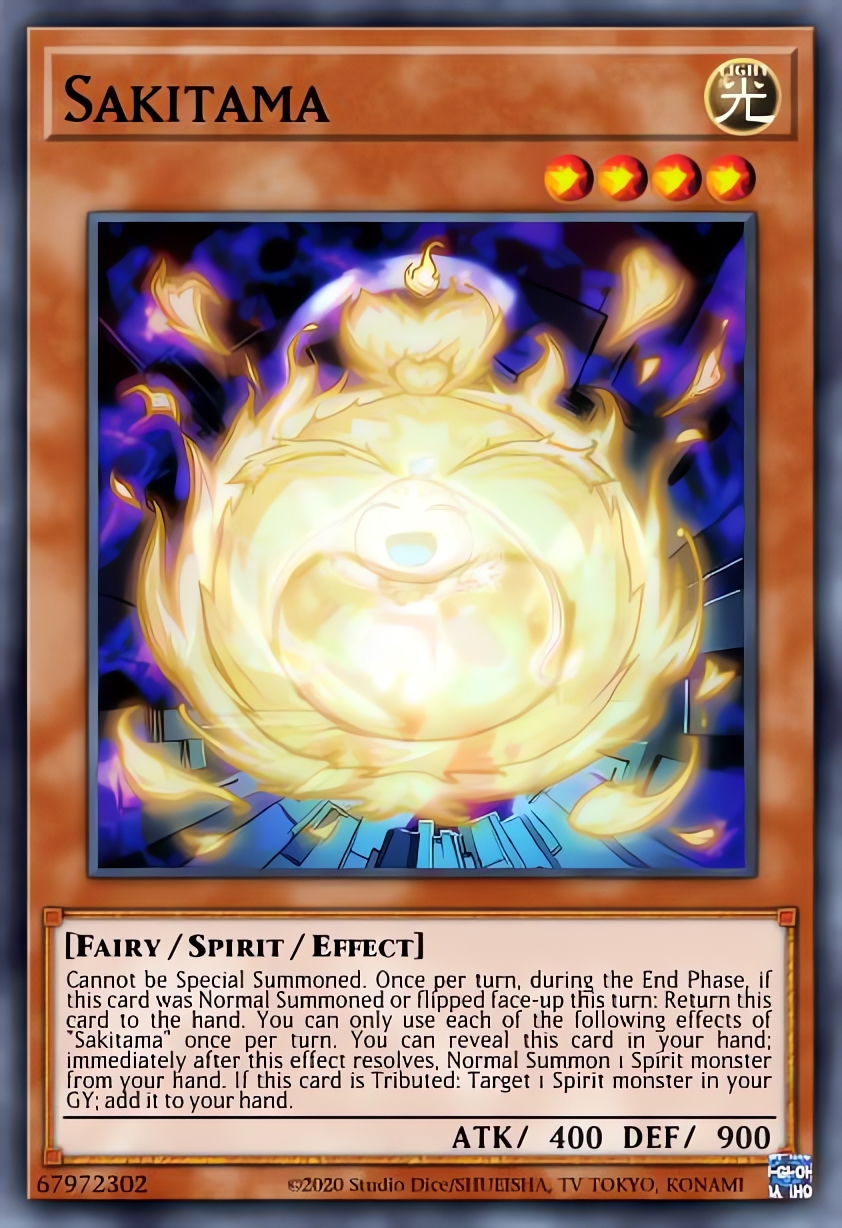 SAKITAMA
LIGHT
光
[FAIRY / SPIRIT / EFFECT]
Cannot be Special Summoned. Once per turn, during the End Phase, if
this card was Normal Summoned or flipped face-up this turn: Return this
card to the hand. You can only use each of the following effects of
"Sakitama" once per turn. You can reveal this card in your hand;
immediately after this effect resolves, Normal Summon 1 Spirit monster
from your hand. If this card is Tributed: Target 1 Spirit monster in your
GY; add it to your hand.
ATK/ 400 DEF/ 900
67972302 ©2020 Studio Dice/SHUEISHA, TV TOKYO, KONAMI